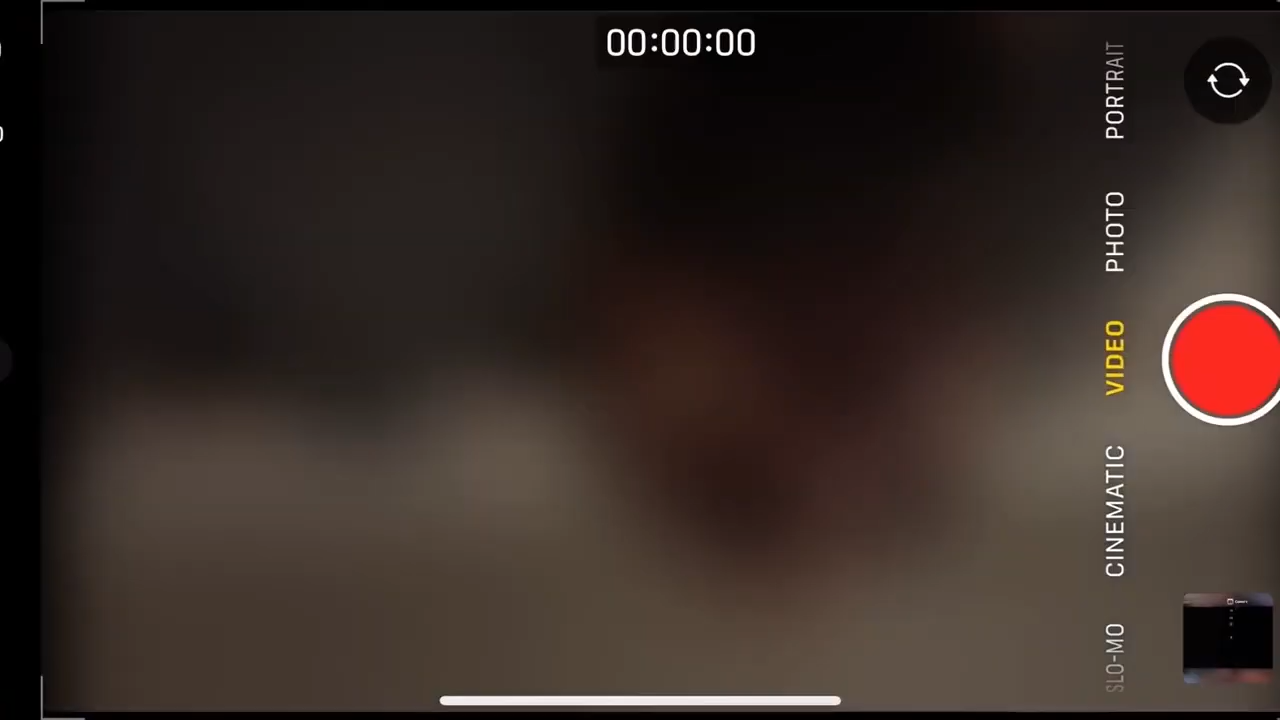 00:00:00
PORTRAIT
PHOTO
VIDEO
CINEMATIC
SLO-MO